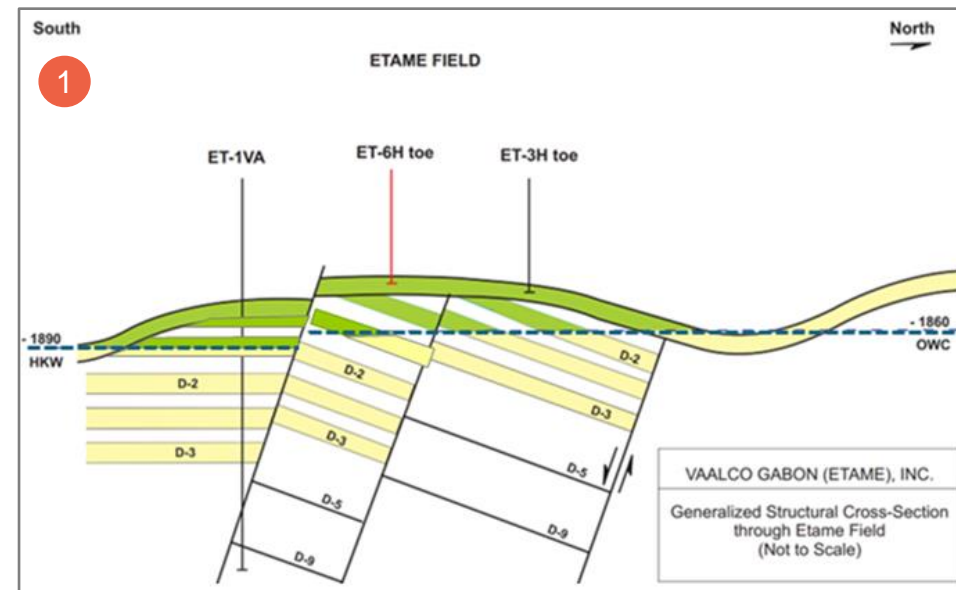 South
North
1
ETAME FIELD
ET-1VA
ET-6H toe
ET-3H toe
- 1890
HKW
- 1860
OWC
D-2
D-3
D-2
D-3
D-5
D-9
D-2
D-3
D-5
D-9
VAALCO GABON (ETAME), INC.
Generalized Structural Cross-Section
through Etame Field
(Not to Scale)